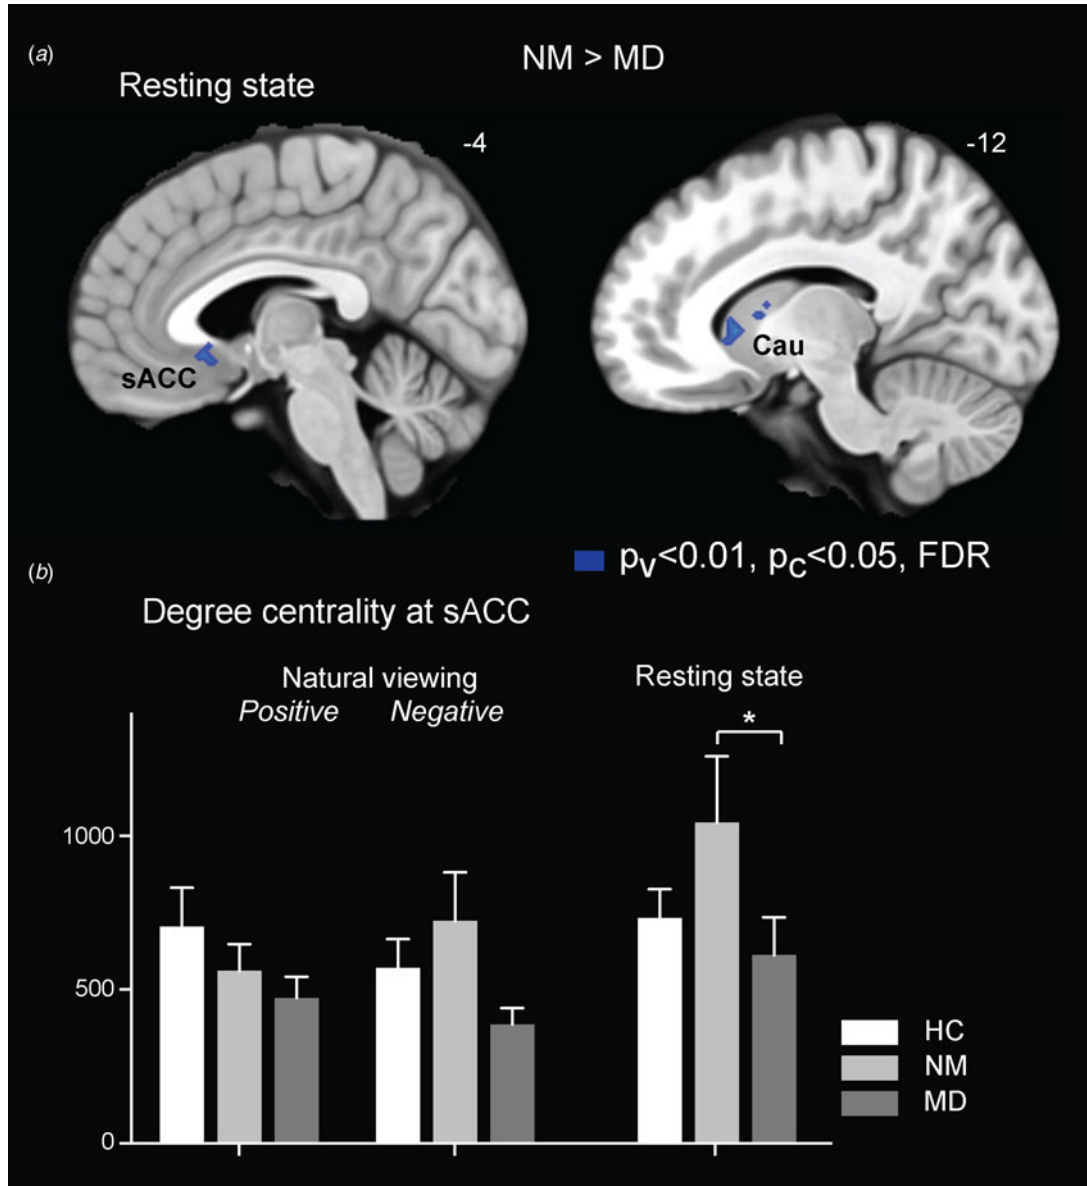 (a)
NM > MD
Resting state
-4
-12
sACC
Cau
pv<0.01, pc<0.05, FDR
(b)
Degree centrality at sACC
Natural viewing
Resting state
Positive
Negative
*
1000
500
0
HC
NM
MD